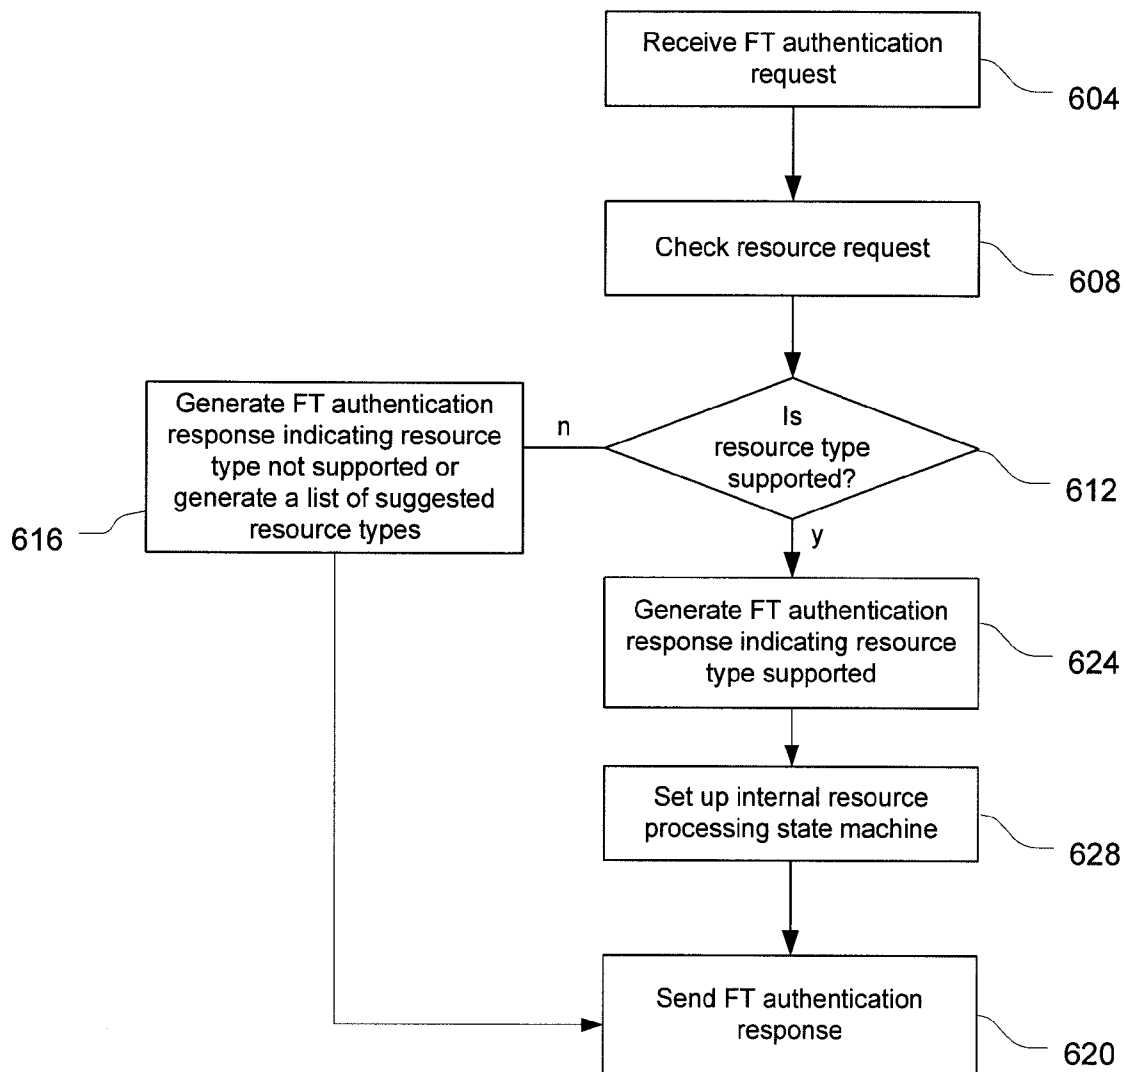 Receive FT authentication
request
604
Check resource request
608
Is
resource type
supported?
612
n
Generate FT authentication
response indicating resource
type not supported or
generate a list of suggested
resource types
616
y
Generate FT authentication
response indicating resource
type supported
624
Set up internal resource
processing state machine
628
Send FT authentication
response
620